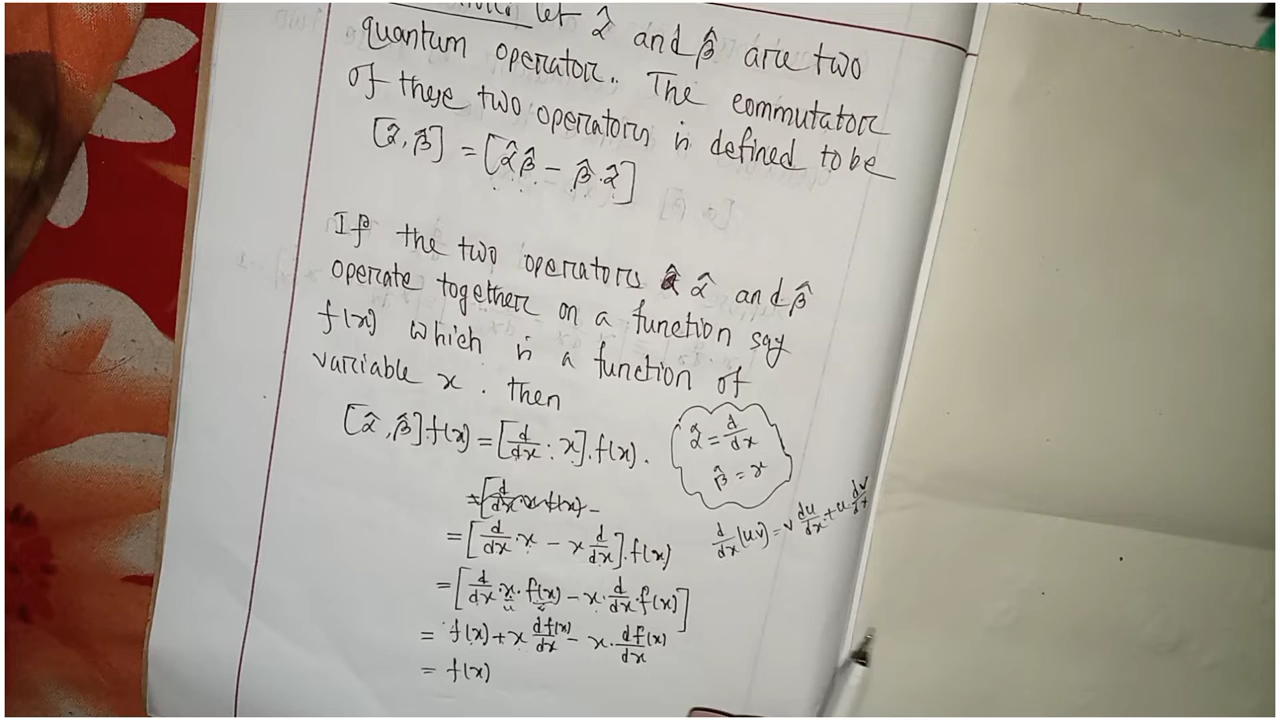 let α̂ and β̂ are two
quantum operator. The commutator
of these two operators is defined to be
[α̂, β̂] = [α̂β̂ − β̂.α̂]
If the two operators α̂ and β̂
operate together on a function say
f(x) which is a function of
variable x. then
[α̂, β̂].f(x) = [d/dx . x].f(x).
α̂ = d/dx
β̂ = x
= [d/dx · x − x d/dx].f(x)
d/dx (u.v) = v du/dx + u dv/dx
= [d/dx · x · f(x) − x · d/dx · f(x)]
u v
= f(x) + x df(x)/dx − x · df(x)/dx
= f(x)